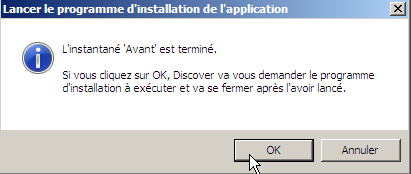 Lancer le programme d'installation de l'application
L'instantané 'Avant' est terminé.
Si vous cliquez sur OK, Discover va vous demander le programme
d'installation à exécuter et va se fermer après l'avoir lancé.
OK Annuler